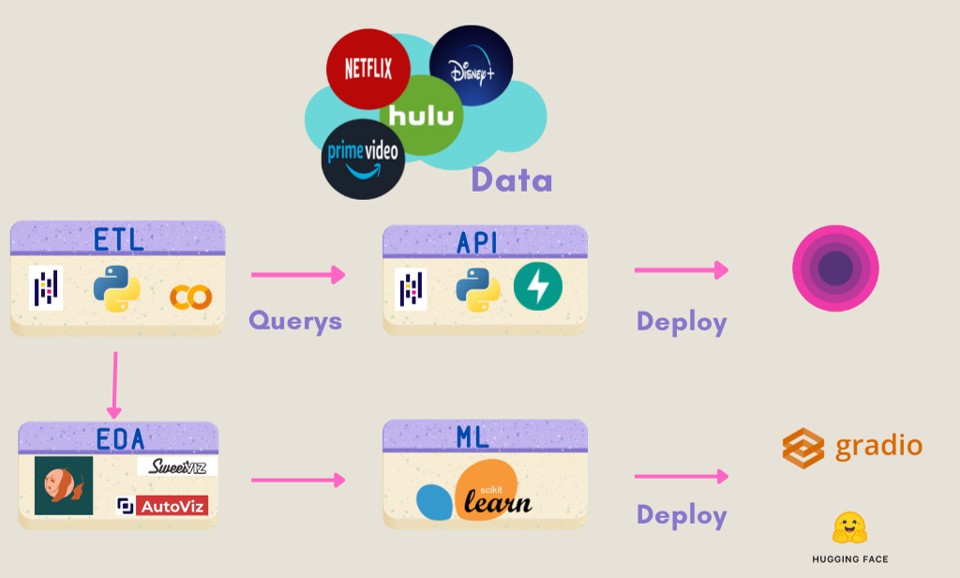 NETFLIX
Disney+
hulu
prime video
Data
ETL
API
CO
Querys
Deploy
EDA
ML
SweetVIZ
AutoViz
scikit
learn
Deploy
gradio
HUGGING FACE